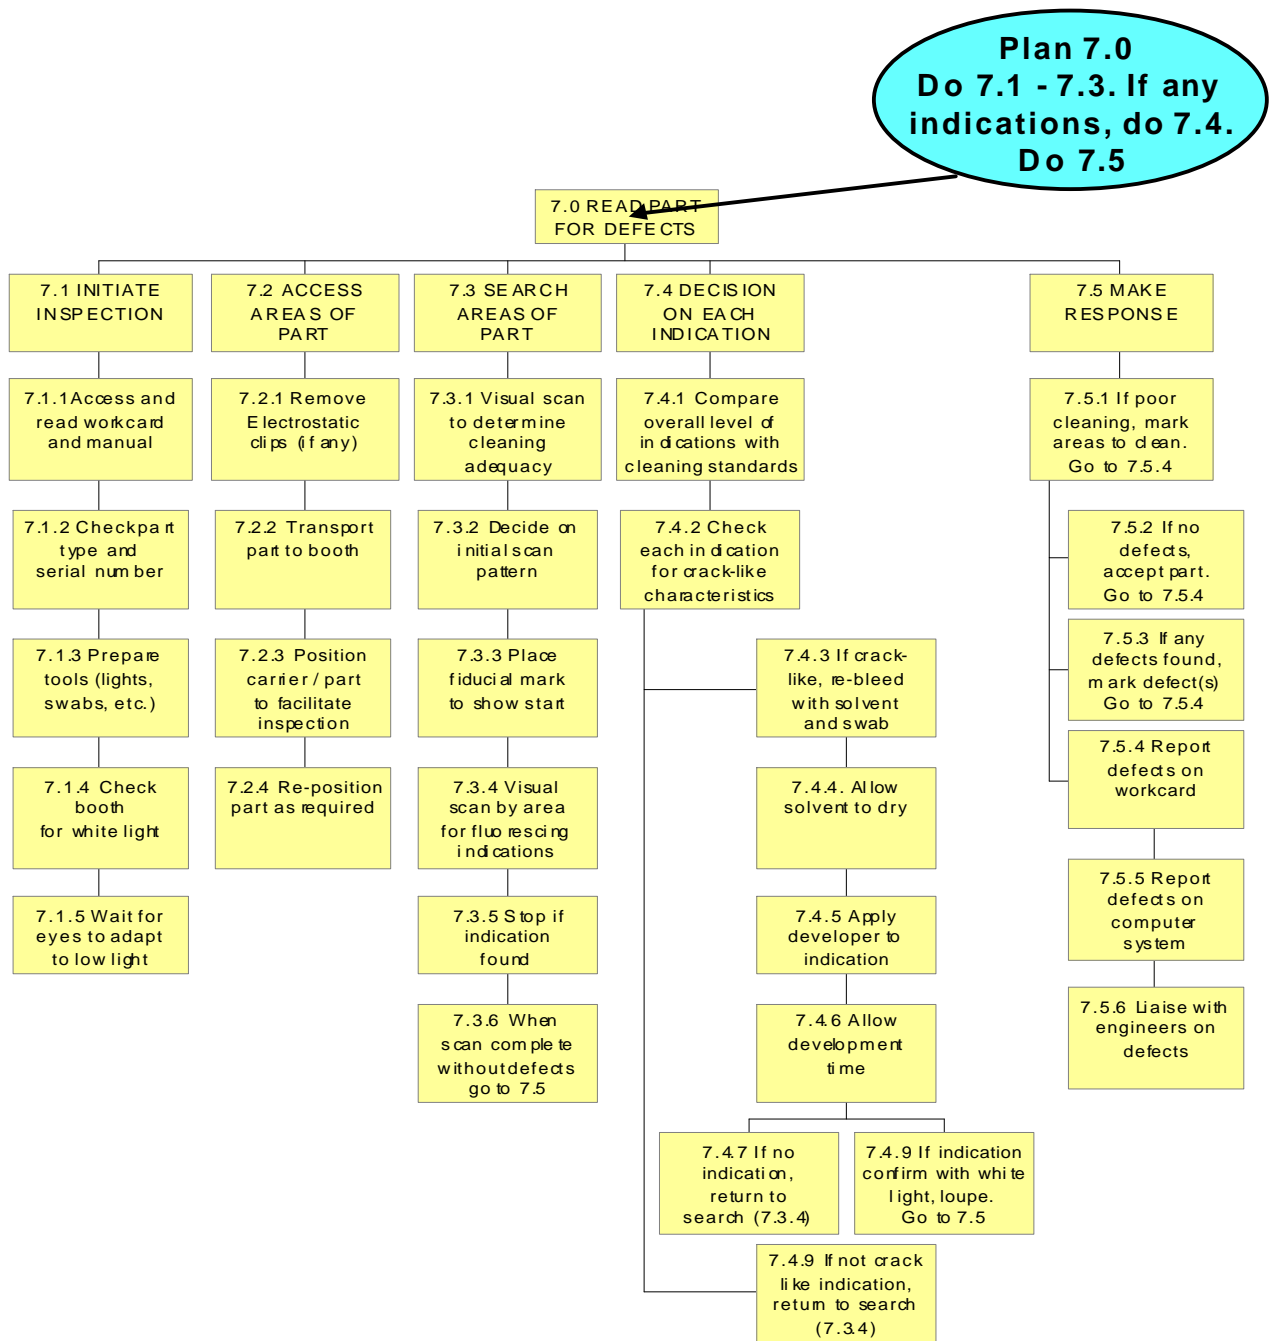 Plan 7.0
Do 7.1 - 7.3. If any
indications, do 7.4.
Do 7.5
7.0 READ PART
FOR DEFECTS
7.1 INITIATE
INSPECTION
7.2 ACCESS
AREAS OF
PART
7.3 SEARCH
AREAS OF
PART
7.4 DECISION
ON EACH
INDICATION
7.5 MAKE
RESPONSE
7.1.1 Access and
read workcard
and manual
7.1.2 Check part
type and
serial number
7.1.3 Prepare
tools (lights,
swabs, etc.)
7.1.4 Check
booth
for white light
7.1.5 Wait for
eyes to adapt
to low light
7.2.1 Remove
Electrostatic
clips (if any)
7.2.2 Transport
part to booth
7.2.3 Position
carrier / part
to facilitate
inspection
7.2.4 Re-position
part as required
7.3.1 Visual scan
to determine
cleaning
adequacy
7.3.2 Decide on
initial scan
pattern
7.3.3 Place
fiducial mark
to show start
7.3.4 Visual
scan by area
for fluorescing
indications
7.3.5 Stop if
indication
found
7.3.6 When
scan complete
without defects
go to 7.5
7.4.1 Compare
overall level of
indications with
cleaning standards
7.4.2 Check
each indication
for crack-like
characteristics
7.4.3 If crack-
like, re-bleed
with solvent
and swab
7.4.4. Allow
solvent to dry
7.4.5 Apply
developer to
indication
7.4.6 Allow
development
time
7.4.7 If no
indication,
return to
search (7.3.4)
7.4.9 If indication
confirm with white
light, loupe.
Go to 7.5
7.4.9 If not crack
like indication,
return to search
(7.3.4)
7.5.1 If poor
cleaning, mark
areas to clean.
Go to 7.5.4
7.5.2 If no
defects,
accept part.
Go to 7.5.4
7.5.3 If any
defects found,
mark defect(s)
Go to 7.5.4
7.5.4 Report
defects on
workcard
7.5.5 Report
defects on
computer
system
7.5.6 Liaise with
engineers on
defects